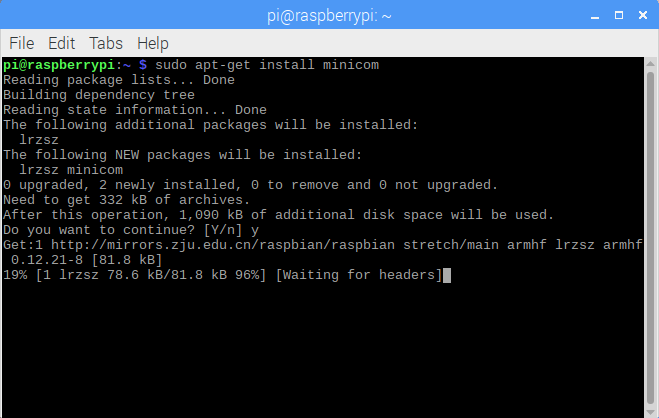 pi@raspberrypi: ~
File Edit Tabs Help
pi@raspberrypi:~ $ sudo apt-get install minicom
Reading package lists... Done
Building dependency tree
Reading state information... Done
The following additional packages will be installed:
  lrzsz
The following NEW packages will be installed:
  lrzsz minicom
0 upgraded, 2 newly installed, 0 to remove and 0 not upgraded.
Need to get 332 kB of archives.
After this operation, 1,090 kB of additional disk space will be used.
Do you want to continue? [Y/n] y
Get:1 http://mirrors.zju.edu.cn/raspbian/raspbian stretch/main armhf lrzsz armhf
 0.12.21-8 [81.8 kB]
19% [1 lrzsz 78.6 kB/81.8 kB 96%] [Waiting for headers]